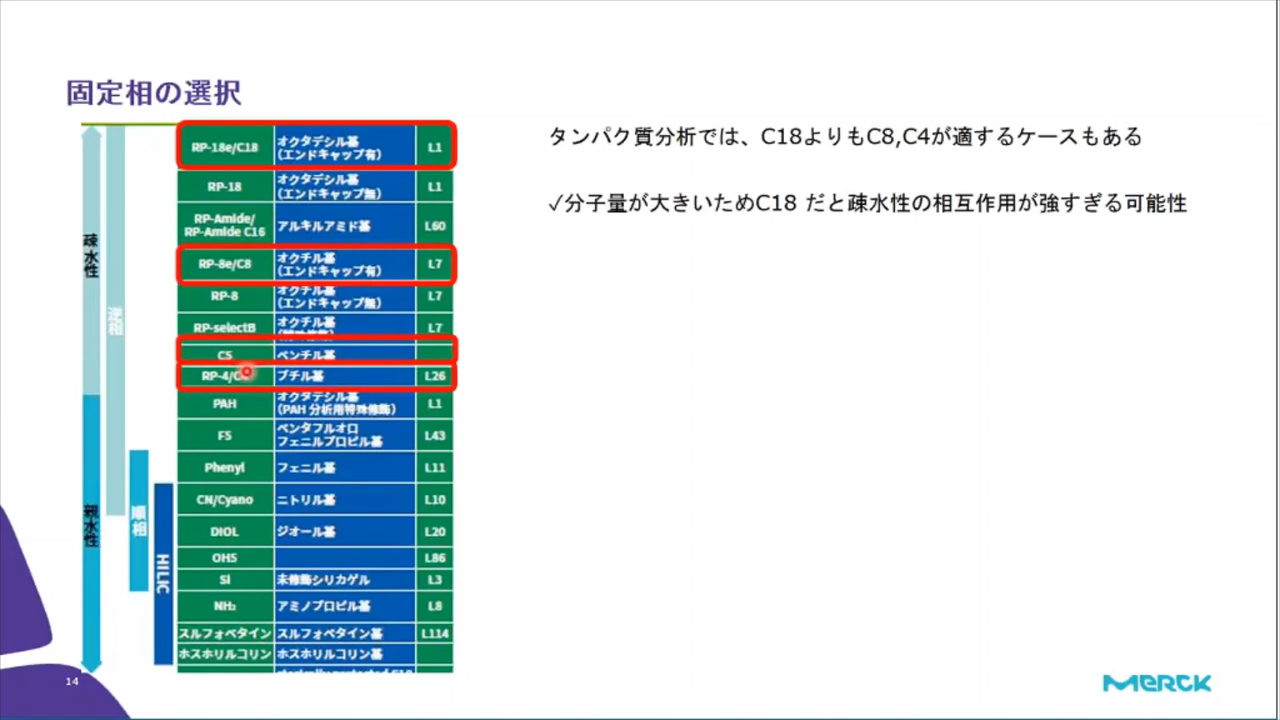 固定相の選択
RP-18e/C18 オクタデシル基 L1
(エンドキャップ有)
RP-18 オクタデシル基 L1
(エンドキャップ無)
RP-Amide/
RP-Amide C16 アルキルアミド基 L60
RP-8e/C8 オクチル基 L7
(エンドキャップ有)
RP-8 オクチル基 L7
(エンドキャップ無)
RP-selectB オクチル基 L7
C5 ペンチル基
RP-4/C ブチル基 L26
PAH オクタデシル基 L1
(PAH 分析用特殊修飾)
F5 ペンタフルオロ L43
フェニルプロピル基
Phenyl フェニル基 L11
CN/Cyano ニトリル基 L10
DIOL ジオール基 L20
OH5 L86
Si 未修飾シリカゲル L3
NH₂ アミノプロピル基 L8
スルフォベタイン スルフォベタイン基 L114
ホスホリルコリン ホスホリルコリン基
疎水性
親水性
逆相
順相
HILIC
タンパク質分析では、C18よりもC8,C4が適するケースもある
✓分子量が大きいためC18 だと疎水性の相互作用が強すぎる可能性
14
MERCK